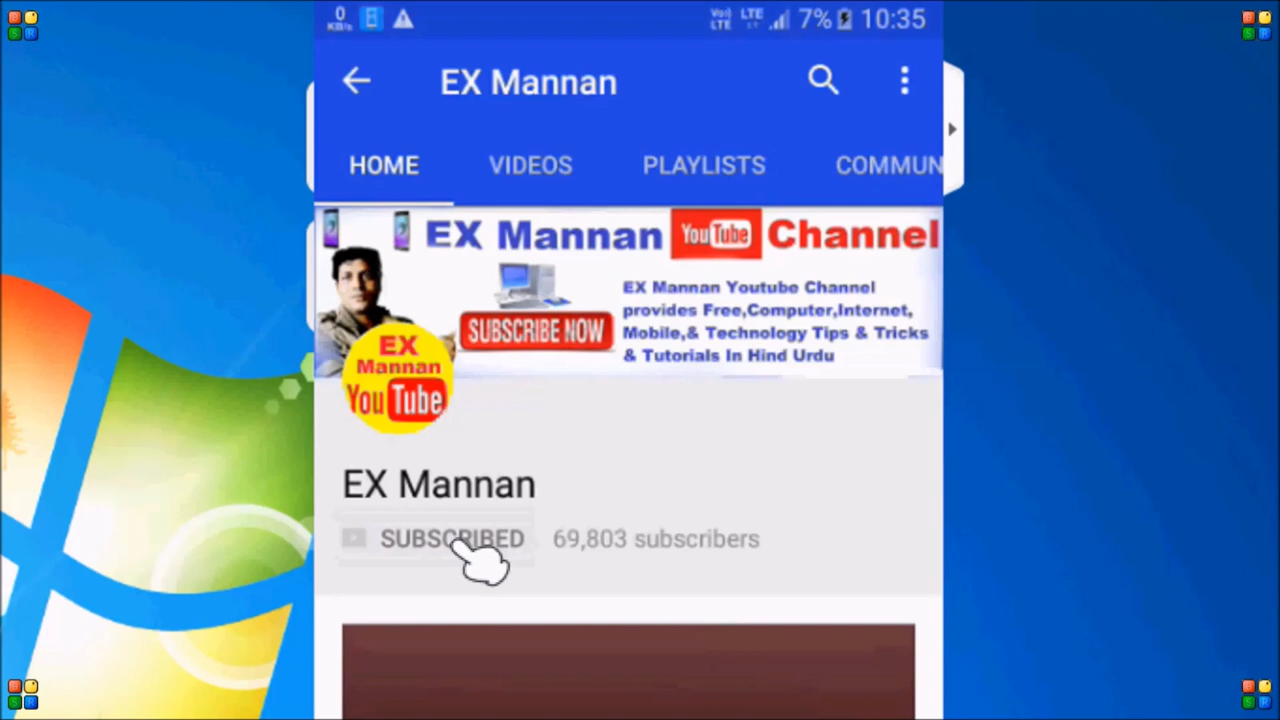 0
KB/s
Vo))
LTE
LTE
7%
10:35
EX Mannan
HOME
VIDEOS
PLAYLISTS
COMMUN
EX Mannan YouTube Channel
EX Mannan Youtube Channel
provides Free,Computer,Internet,
Mobile,& Technology Tips & Tricks
& Tutorials In Hind Urdu
SUBSCRIBE NOW
EX
Mannan
YouTube
EX Mannan
SUBSCRIBED
69,803 subscribers